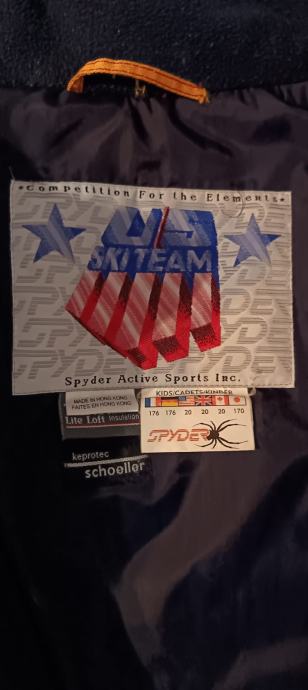 •Competition For the Elements•
US
SKI TEAM
Spyder Active Sports Inc.
MADE IN HONG KONG
FAITES EN HONG KONG
Lite Loft Insulation
KIDS/CADETS/KINDER
176 176 20 20 20 170
SPYDER
keprotec
schoeller